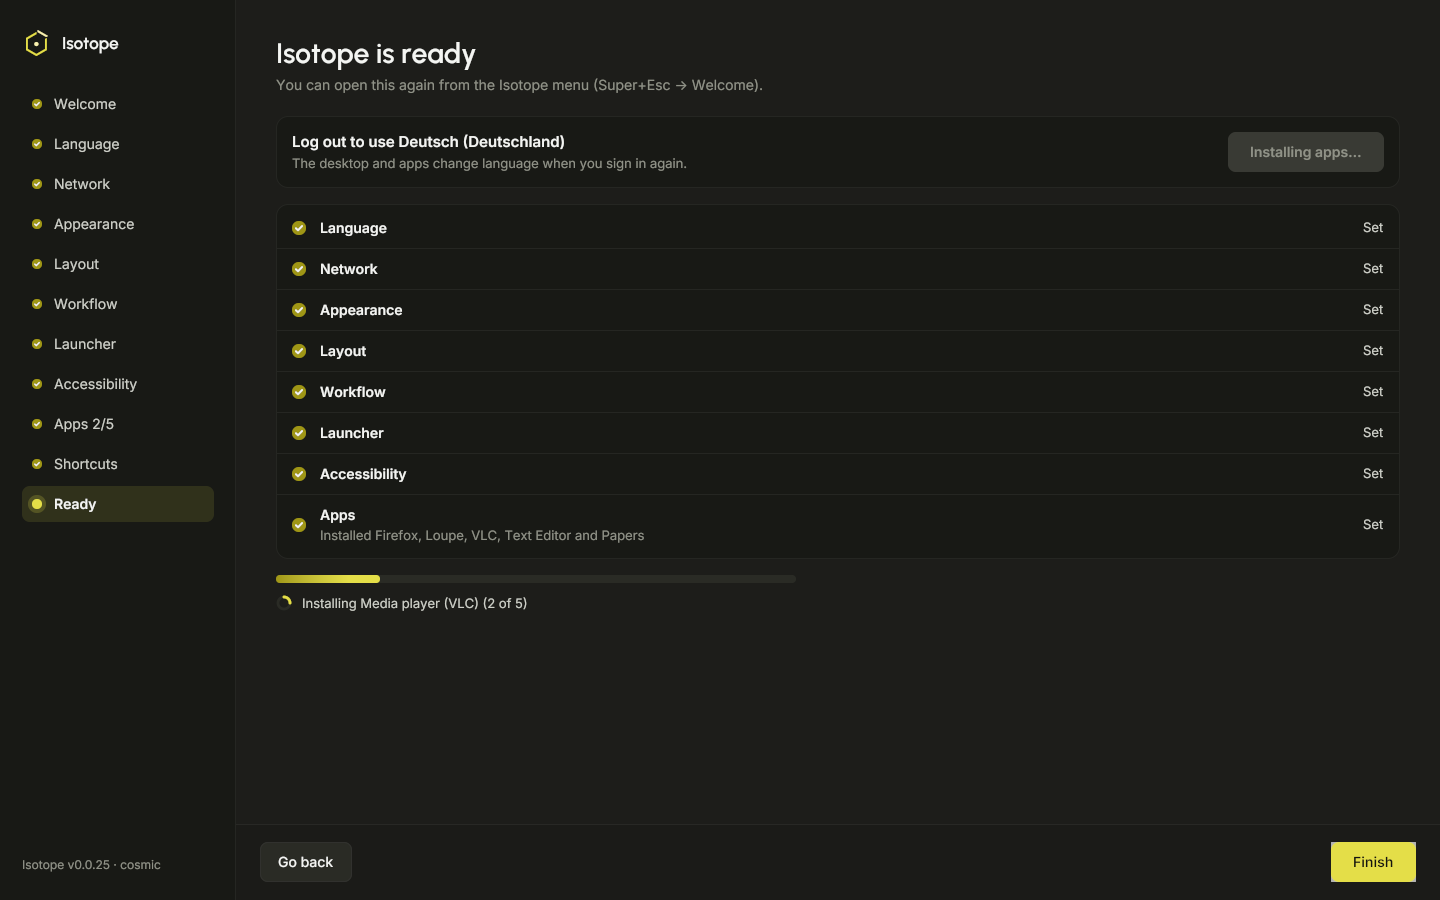 Isotope
Welcome
Language
Network
Appearance
Layout
Workflow
Launcher
Accessibility
Apps 2/5
Shortcuts
Ready
Isotope v0.0.25 · cosmic
Isotope is ready
You can open this again from the Isotope menu (Super+Esc → Welcome).
Log out to use Deutsch (Deutschland)
The desktop and apps change language when you sign in again.
Installing apps...
Language Set
Network Set
Appearance Set
Layout Set
Workflow Set
Launcher Set
Accessibility Set
Apps
Installed Firefox, Loupe, VLC, Text Editor and Papers
Set
Installing Media player (VLC) (2 of 5)
Go back
Finish